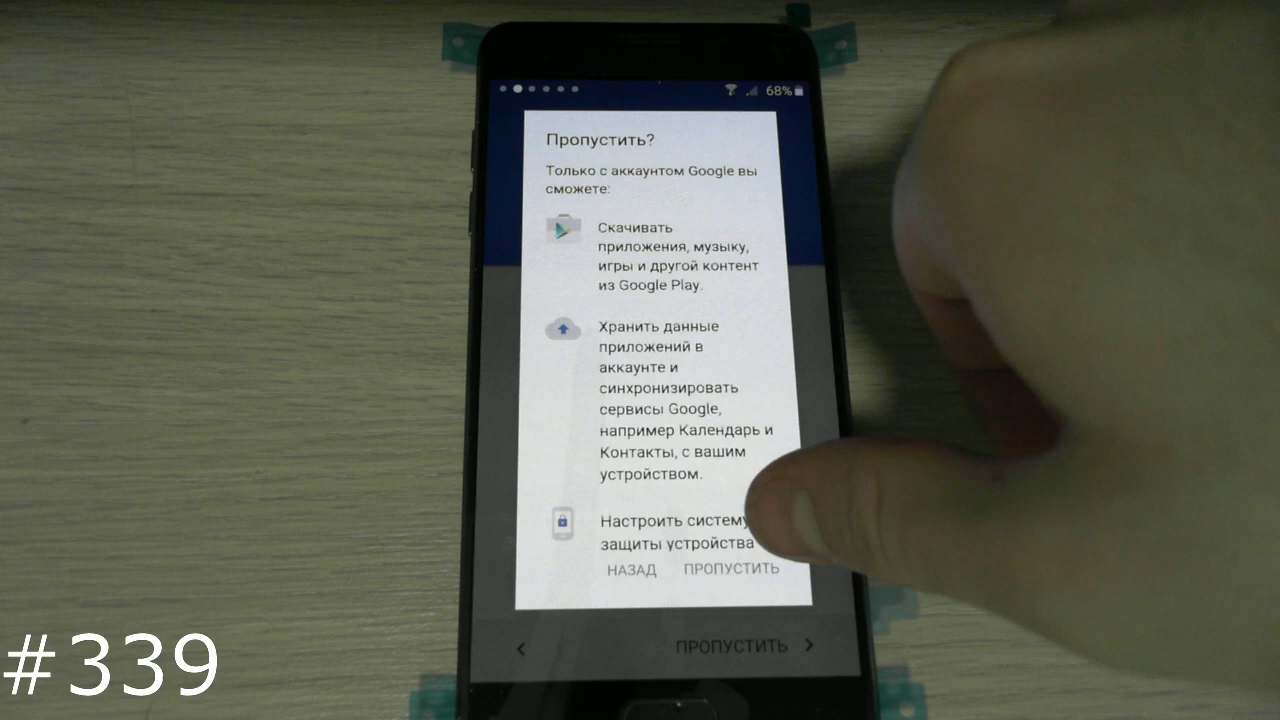 68%
Пропустить?
Только с аккаунтом Google вы
сможете:
Скачивать
приложения, музыку,
игры и другой контент
из Google Play.
Хранить данные
приложений в
аккаунте и
синхронизировать
сервисы Google,
например Календарь и
Контакты, с вашим
устройством.
Настроить систему
защиты устройства
НАЗАД ПРОПУСТИТЬ
ПРОПУСТИТЬ
#339